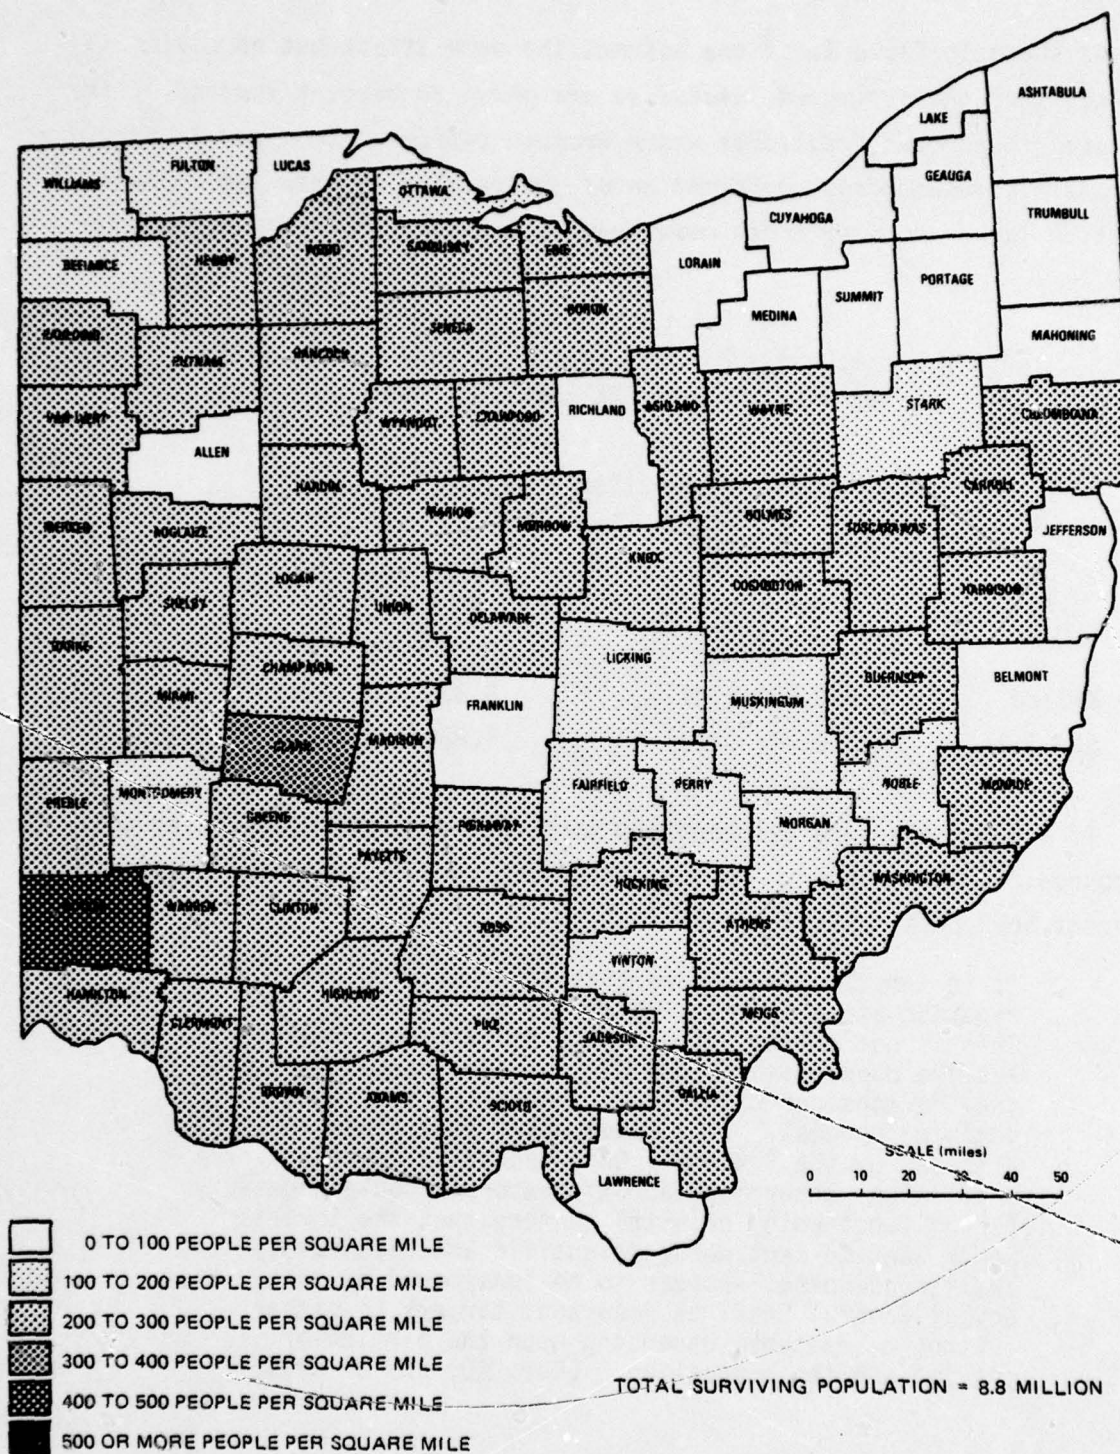 ASHTABULA
LAKE
LUCAS
FULTON
GEAUGA
WILLIAMS
OTTAWA
TRUMBULL
CUYAHOGA
WOOD
SANDUSKY
ERIE
HENRY
LORAIN
DEFIANCE
PORTAGE
SUMMIT
HURON
MEDINA
SENECA
MAHONING
PAULDING
PUTNAM
HANCOCK
STARK
RICHLAND
ASHLAND
WAYNE
COLUMBIANA
VAN WERT
CRAWFORD
WYANDOT
ALLEN
CARROLL
HARDIN
MARION
HOLMES
MERCER
MORROW
TUSCARAWAS
JEFFERSON
AUGLAIZE
KNOX
LOGAN
COSHINGTON
HARRISON
SHELBY
UNION
DELAWARE
DARKE
LICKING
CHAMPAION
GUERNSEY
BELMONT
MIAMI
MUSKINGUM
FRANKLIN
MADISON
CLARK
FAIRFIELD
PERRY
NOBLE
MONROE
MONTGOMERY
PREBLE
GREENE
PICKAWAY
MORGAN
FAYETTE
HOCKING
WASHINGTON
WARREN
CLINTON
ROSS
ATHENS
VINTON
HAMILTON
HIGHLAND
MEIGS
CLERMONT
PIKE
JACKSON
BROWN
ADAMS
SCIOTO
GALLIA
LAWRENCE
SCALE (miles)
0 10 20 30 40 50
0 TO 100 PEOPLE PER SQUARE MILE
100 TO 200 PEOPLE PER SQUARE MILE
200 TO 300 PEOPLE PER SQUARE MILE
300 TO 400 PEOPLE PER SQUARE MILE
400 TO 500 PEOPLE PER SQUARE MILE
500 OR MORE PEOPLE PER SQUARE MILE
TOTAL SURVIVING POPULATION = 8.8 MILLION